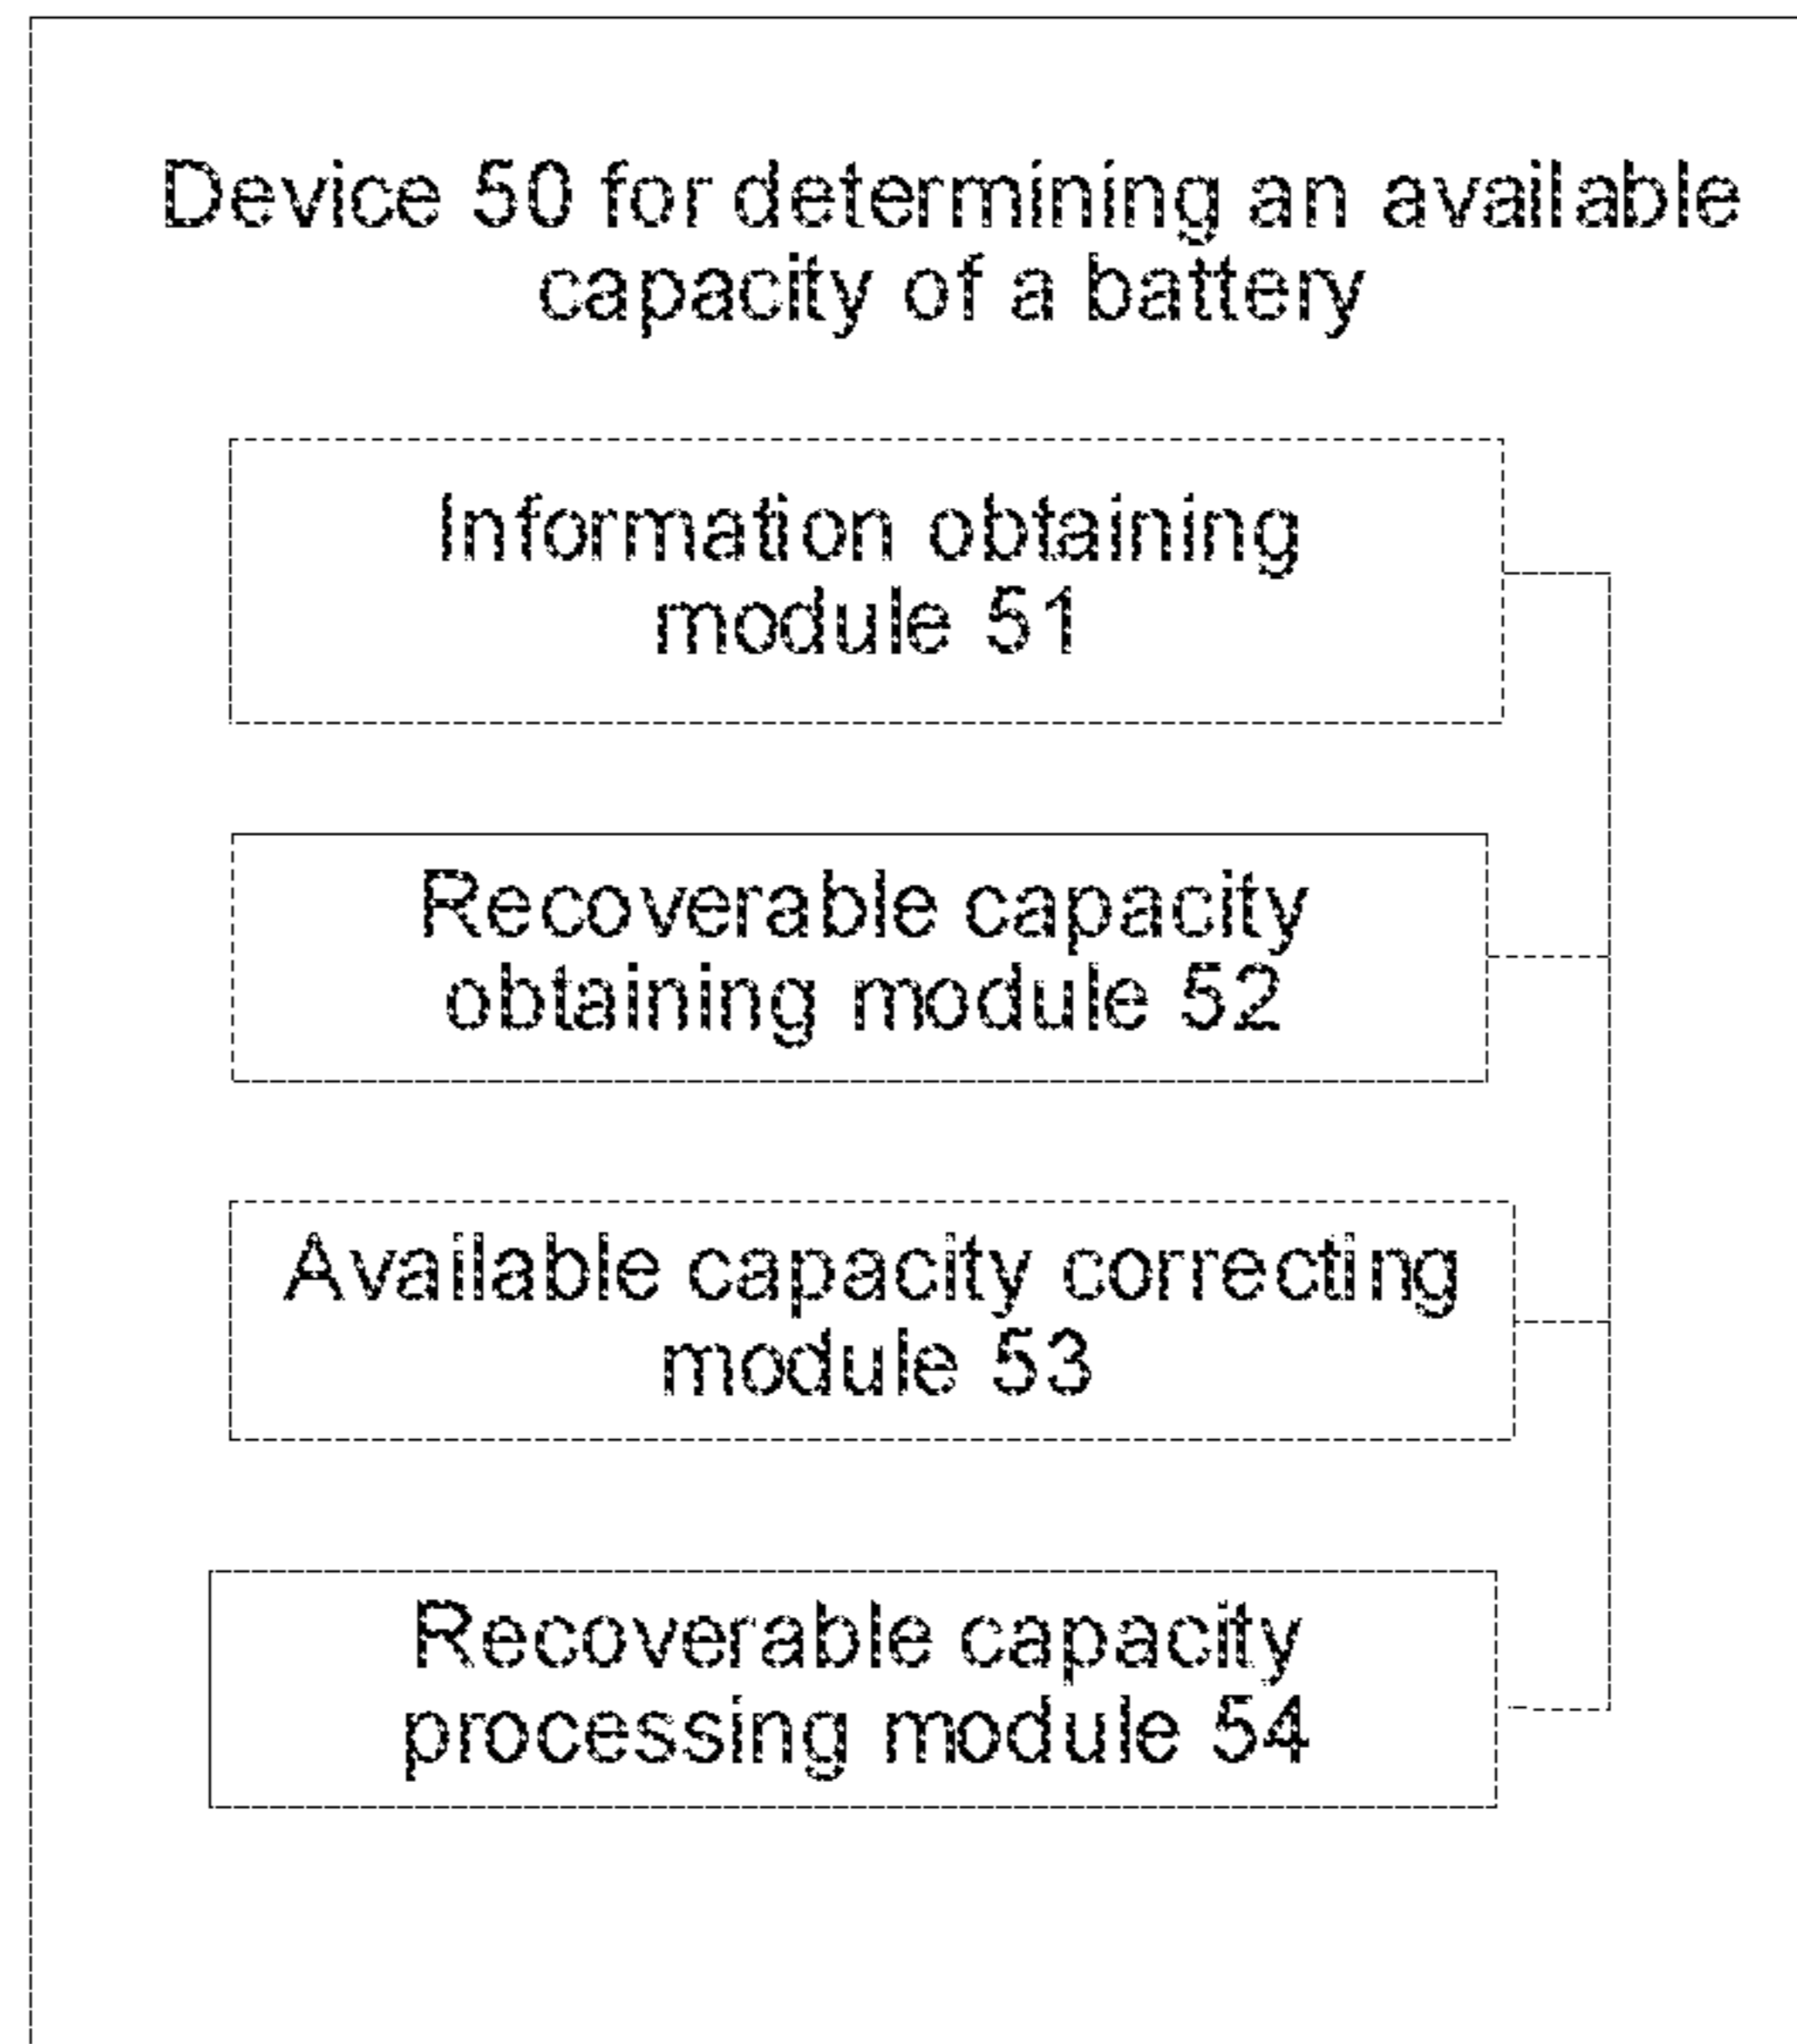 Device 50 for determining an available
capacity of a battery
Information obtaining
module 51
Recoverable capacity
obtaining module 52
Available capacity correcting
module 53
Recoverable capacity
processing module 54